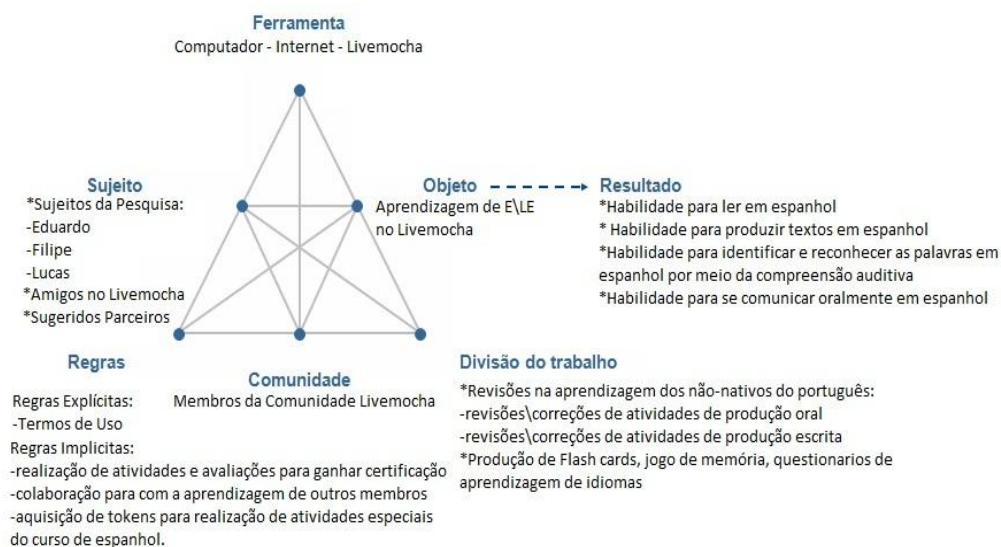 Ferramenta
Computador - Internet - Livemocha
Sujeito
*Sujeitos da Pesquisa:
-Eduardo
-Filipe
-Lucas
*Amigos no Livemocha
*Sugeridos Parceiros
Objeto
Aprendizagem de E\LE
no Livemocha
Resultado
*Habilidade para ler em espanhol
* Habilidade para produzir textos em espanhol
*Habilidade para identificar e reconhecer as palavras em
espanhol por meio da compreensão auditiva
*Habilidade para se comunicar oralmente em espanhol
Regras
Regras Explícitas:
-Termos de Uso
Regras Implicitas:
-realização de atividades e avaliações para ganhar certificação
-colaboração para com a aprendizagem de outros membros
-aquisição de tokens para realização de atividades especiais
do curso de espanhol.
Comunidade
Membros da Comunidade Livemocha
Divisão do trabalho
*Revisões na aprendizagem dos não-nativos do português:
-revisões\correções de atividades de produção oral
-revisões\correções de atividades de produção escrita
*Produção de Flash cards, jogo de memória, questionarios de
aprendizagem de idiomas